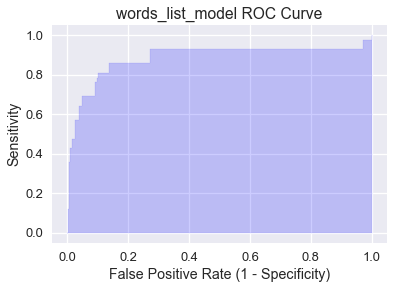 words_list_model ROC Curve
1.0
0.8
0.6
0.4
0.2
0.0
Sensitivity
0.0 0.2 0.4 0.6 0.8 1.0
False Positive Rate (1 - Specificity)